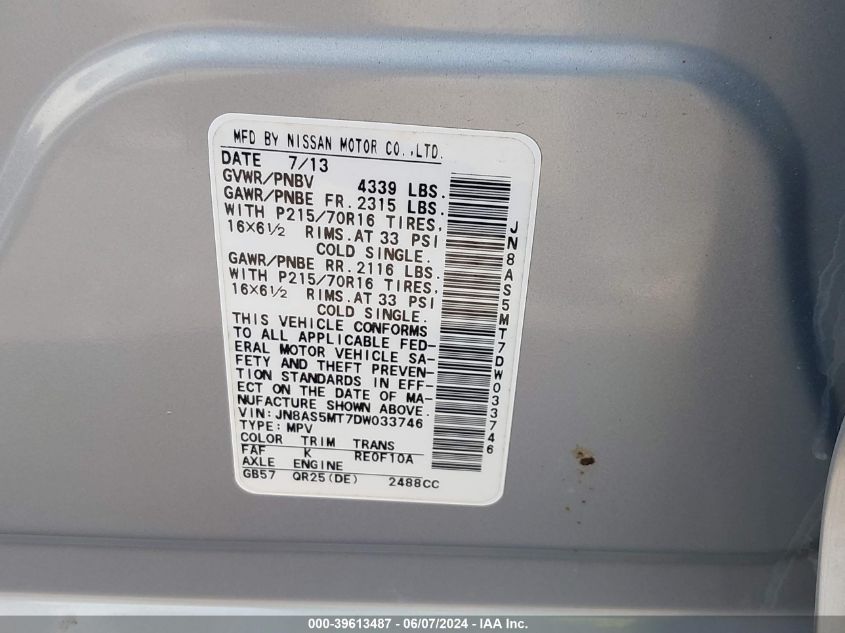 MFD BY NISSAN MOTOR CO.,LTD.
DATE 7/13
GVWR/PNBV 4339 LBS.
GAWR/PNBE FR. 2315 LBS.
WITH P215/70R16 TIRES,
16×6½ RIMS.AT 33 PSI
COLD SINGLE.
GAWR/PNBE RR. 2116 LBS.
WITH P215/70R16 TIRES,
16×6½ RIMS.AT 33 PSI
COLD SINGLE.
THIS VEHICLE CONFORMS
TO ALL APPLICABLE FED-
ERAL MOTOR VEHICLE SA-
FETY AND THEFT PREVEN-
TION STANDARDS IN EFF-
ECT ON THE DATE OF MA-
NUFACTURE SHOWN ABOVE.
VIN: JN8AS5MT7DW033746
TYPE: MPV
COLOR TRIM TRANS
FAF K RE0F10A
AXLE ENGINE
GB57 QR25(DE) 2488CC
JN8AS5MT7DW033746
000-39613487 - 06/07/2024 - IAA Inc.